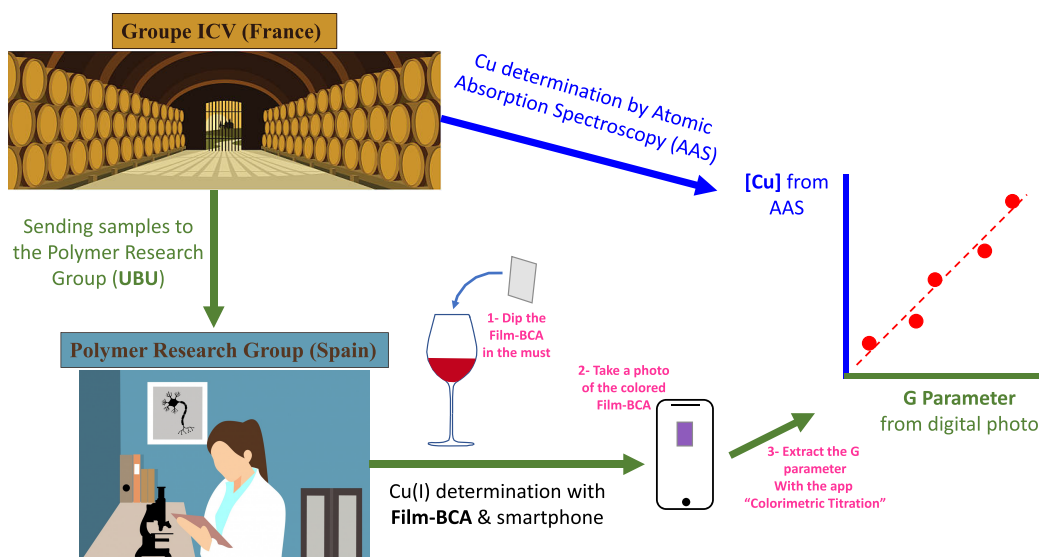 Groupe ICV (France)
Cu determination by Atomic
Absorption Spectroscopy (AAS)
[Cu] from
AAS
Sending samples to
the Polymer Research
Group (UBU)
1- Dip the
Film-BCA
in the must
Polymer Research Group (Spain)
2- Take a photo
of the colored
Film-BCA
G Parameter
from digital photo
3- Extract the G
parameter
With the app
“Colorimetric Titration”
Cu(I) determination with
Film-BCA & smartphone